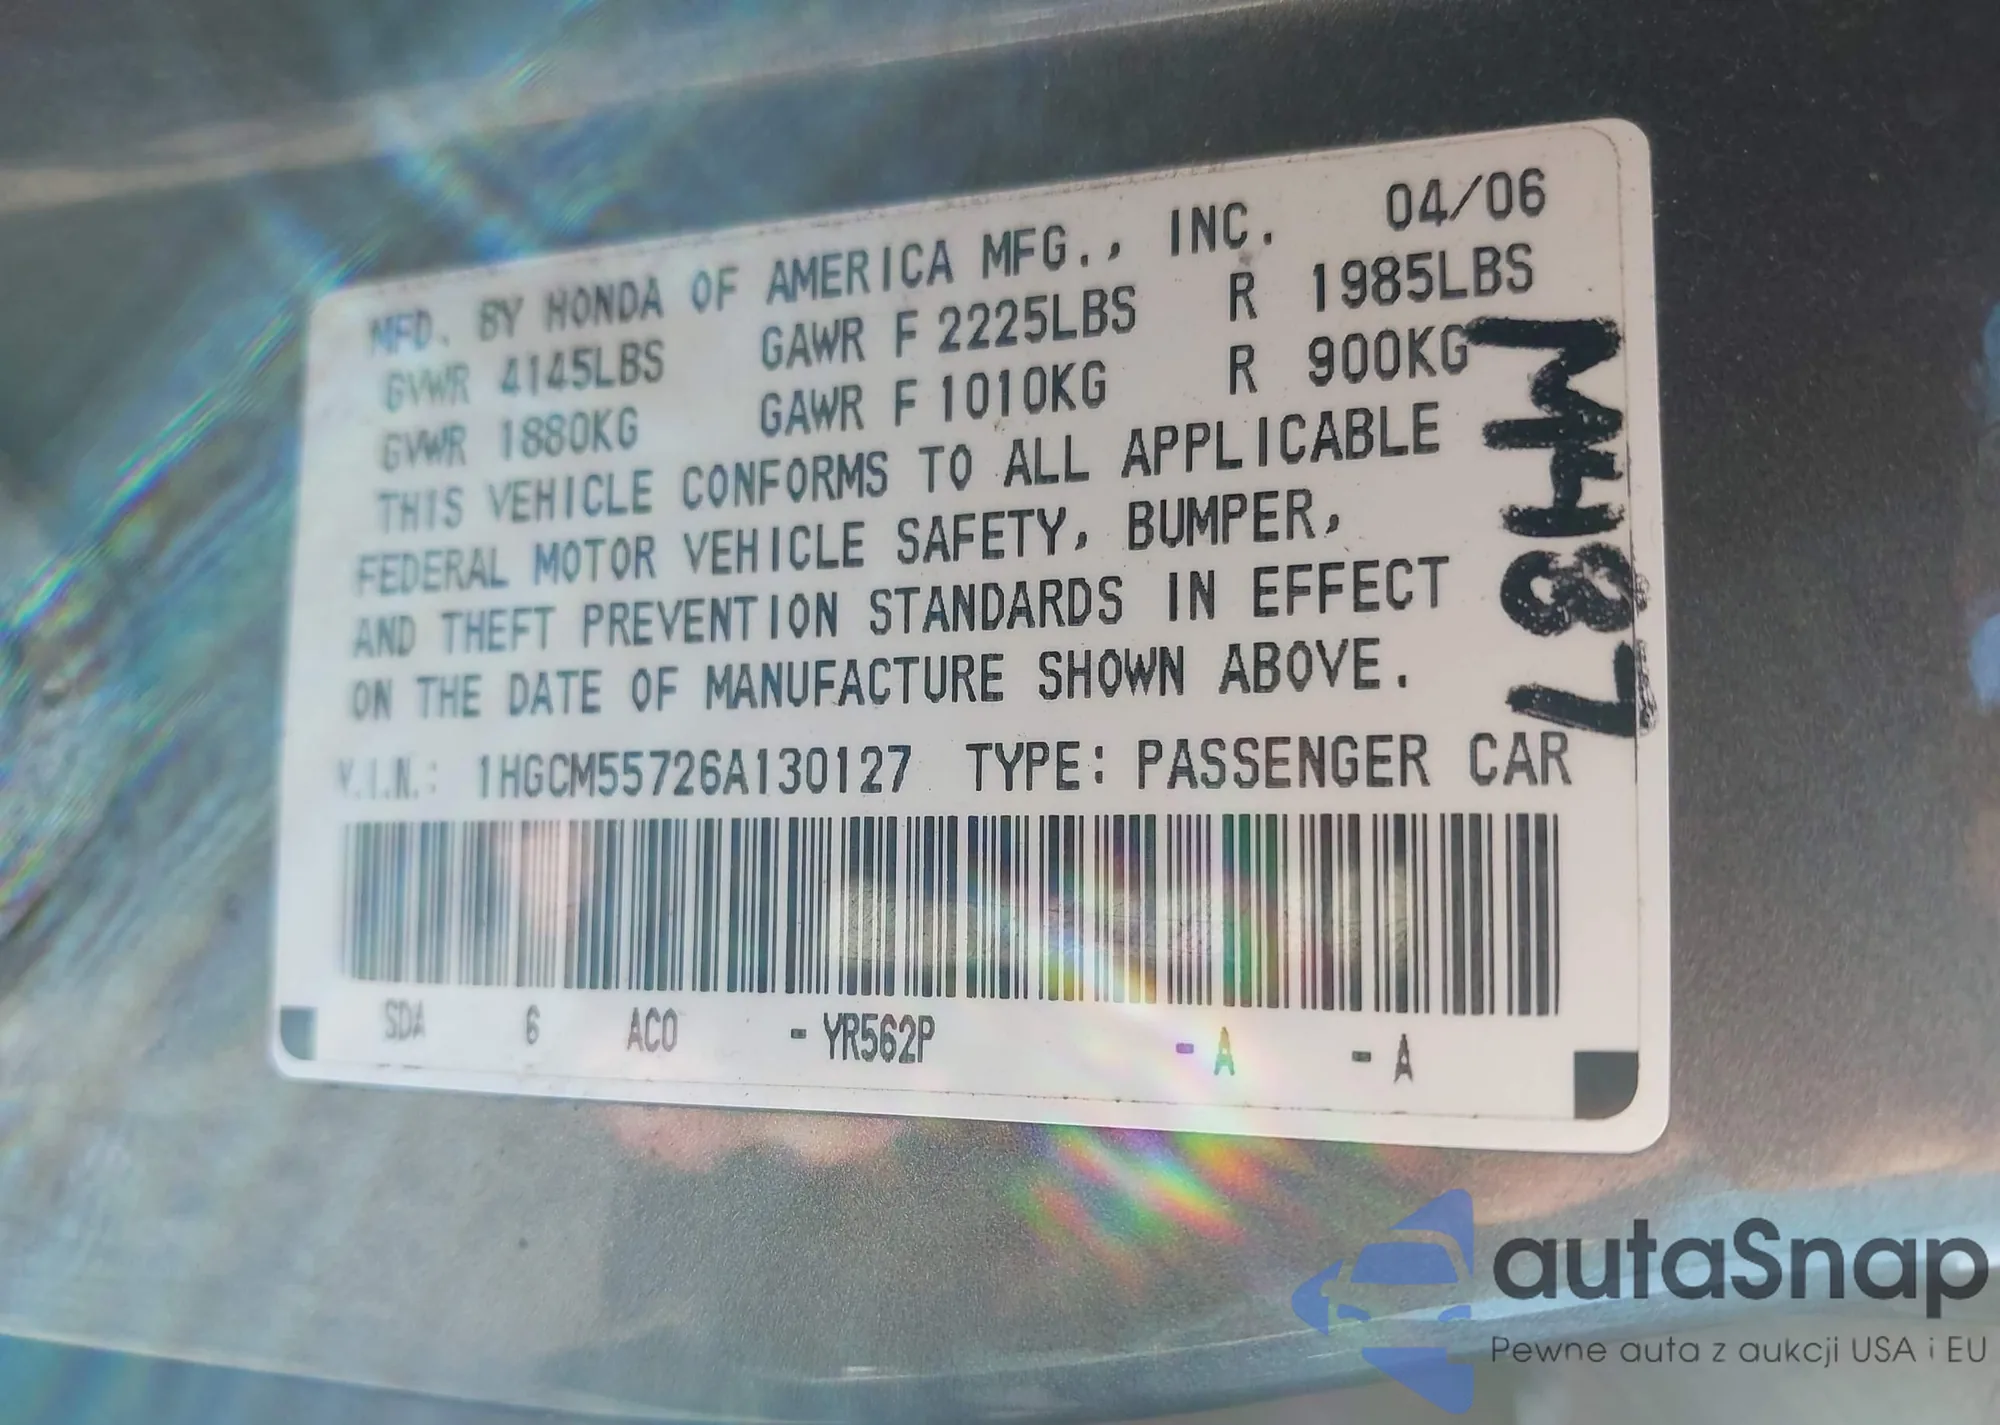 MFD. BY HONDA OF AMERICA MFG., INC. 04/06
GVWR 4145LBS GAWR F 2225LBS R 1985LBS
GVWR 1880KG GAWR F 1010KG R 900KG
THIS VEHICLE CONFORMS TO ALL APPLICABLE
FEDERAL MOTOR VEHICLE SAFETY, BUMPER,
AND THEFT PREVENTION STANDARDS IN EFFECT
ON THE DATE OF MANUFACTURE SHOWN ABOVE.
V.I.N.: 1HGCM55726A130127 TYPE: PASSENGER CAR
SDA 6 AC0 - YR562P - A - A
autaSnap
Pewne auta z aukcji USA i EU